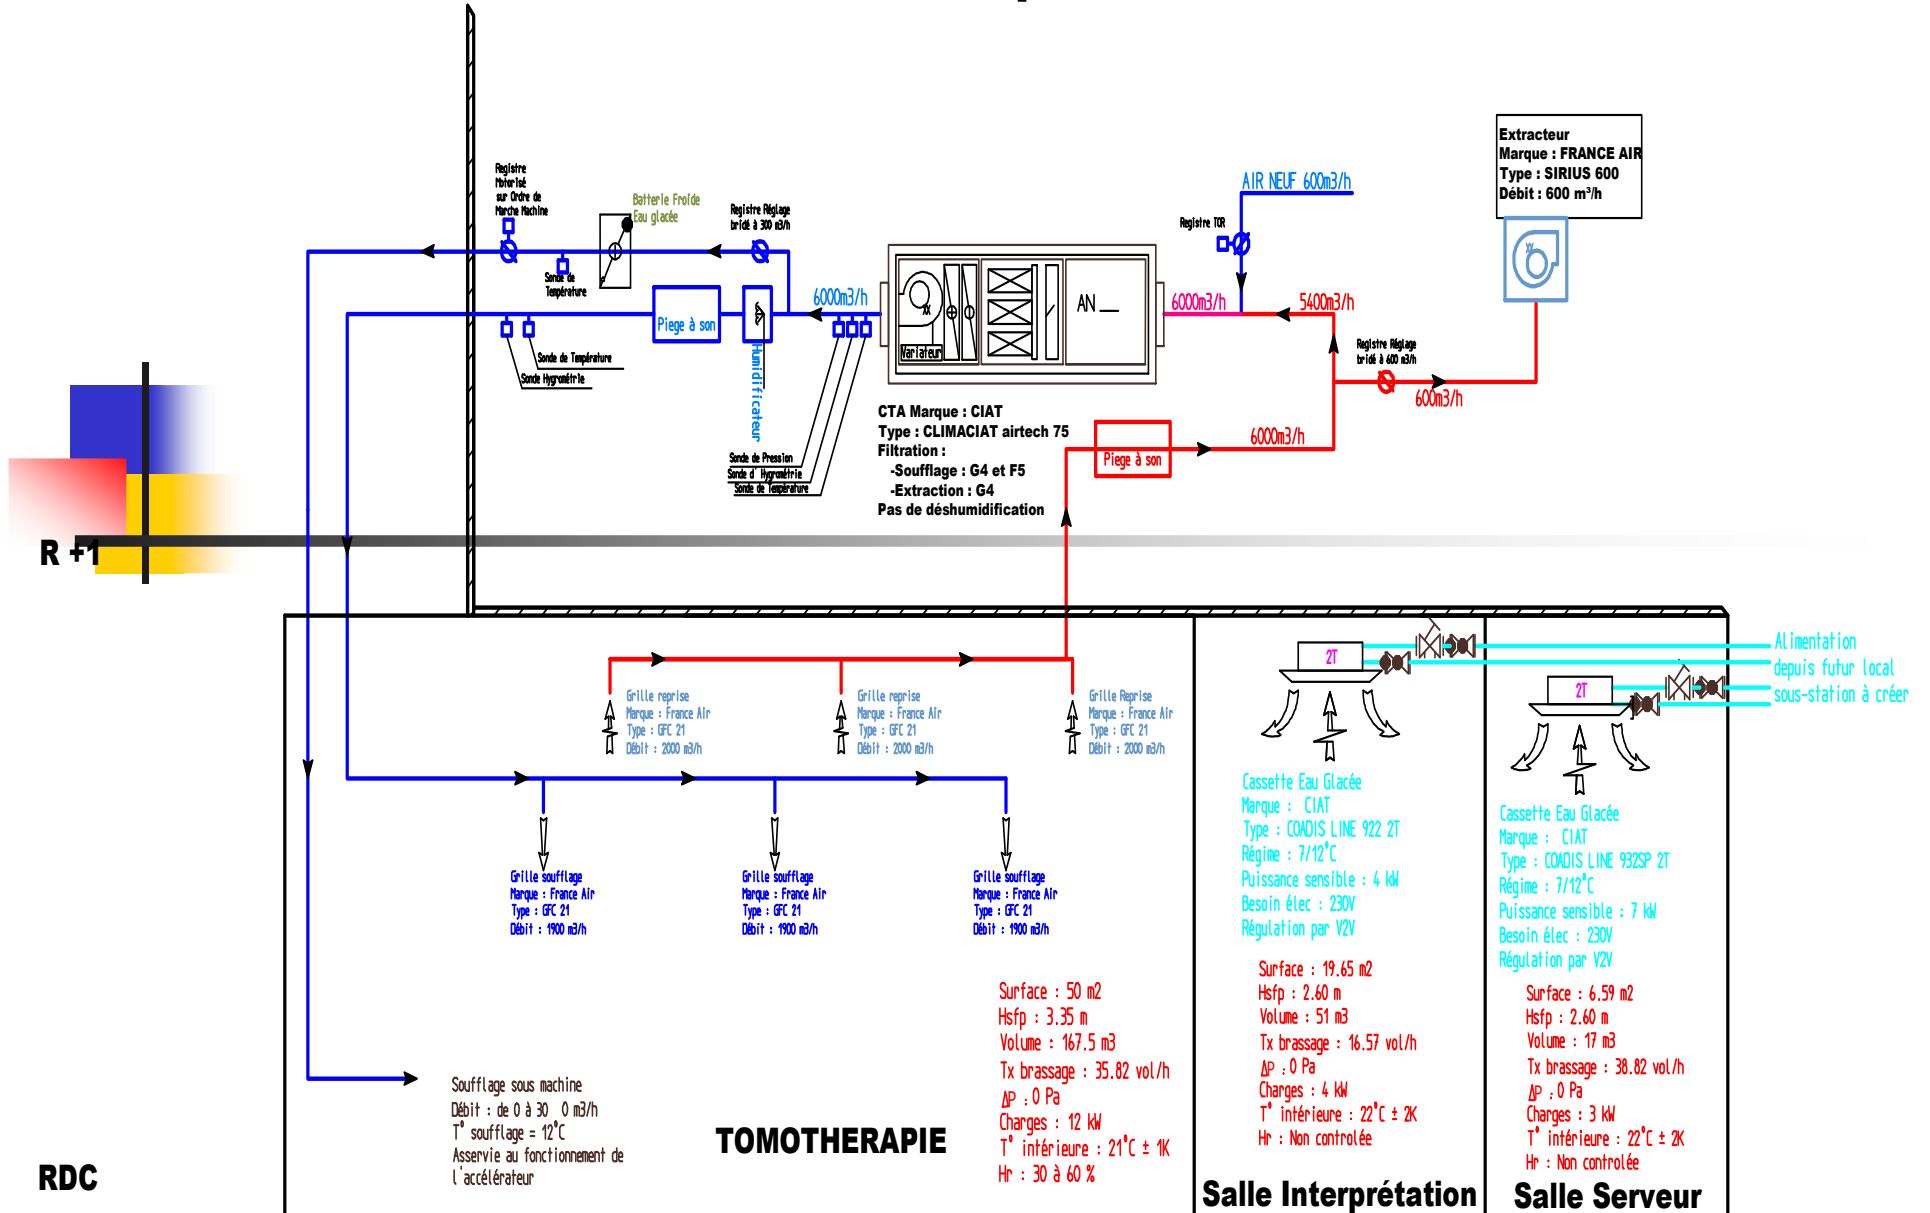 Extracteur
Marque : FRANCE AIR
Type : SIRIUS 600
Débit : 600 m³/h
AIR NEUF 600m3/h
Registre TOR
Registre
Motorisé
sur Ordre de
Marche Machine
Batterie Froide
Eau glacée
Registre Réglage
bridé à 300 m3/h
Sonde de
Température
Piege à son
6000m3/h
Humidificateur
Variateur
AN
6000m3/h
5400m3/h
Registre Réglage
bridé à 600 m3/h
600m3/h
Sonde de Température
Sonde Hygrométrie
Sonde de Pression
Sonde d' Hygrométrie
Sonde de Température
CTA Marque : CIAT
Type : CLIMACIAT airtech 75
Filtration :
-Soufflage : G4 et F5
-Extraction : G4
Pas de déshumidification
6000m3/h
Piege à son
R +1
Grille reprise
Marque : France Air
Type : GFC 21
Débit : 2000 m3/h
Grille reprise
Marque : France Air
Type : GFC 21
Débit : 2000 m3/h
Grille Reprise
Marque : France Air
Type : GFC 21
Débit : 2000 m3/h
2T
2T
Alimentation
depuis futur local
sous-station à créer
Grille soufflage
Marque : France Air
Type : GFC 21
Débit : 1900 m3/h
Grille soufflage
Marque : France Air
Type : GFC 21
Débit : 1900 m3/h
Grille soufflage
Marque : France Air
Type : GFC 21
Débit : 1900 m3/h
Cassette Eau Glacée
Marque : CIAT
Type : COADIS LINE 922 2T
Régime : 7/12°C
Puissance sensible : 4 kW
Besoin élec : 230V
Régulation par V2V
Cassette Eau Glacée
Marque : CIAT
Type : COADIS LINE 932SP 2T
Régime : 7/12°C
Puissance sensible : 7 kW
Besoin élec : 230V
Régulation par V2V
Surface : 50 m2
Hsfp : 3.35 m
Volume : 167.5 m3
Tx brassage : 35.82 vol/h
ΔP : 0 Pa
Charges : 12 kW
T° intérieure : 21°C ± 1K
Hr : 30 à 60 %
Surface : 19.65 m2
Hsfp : 2.60 m
Volume : 51 m3
Tx brassage : 16.57 vol/h
ΔP : 0 Pa
Charges : 4 kW
T° intérieure : 22°C ± 2K
Hr : Non controlée
Surface : 6.59 m2
Hsfp : 2.60 m
Volume : 17 m3
Tx brassage : 38.82 vol/h
ΔP : 0 Pa
Charges : 3 kW
T° intérieure : 22°C ± 2K
Hr : Non controlée
Soufflage sous machine
Débit : de 0 à 30 0 m3/h
T° soufflage = 12°C
Asservie au fonctionnement de
l'accélérateur
TOMOTHERAPIE
RDC
Salle Interprétation
Salle Serveur